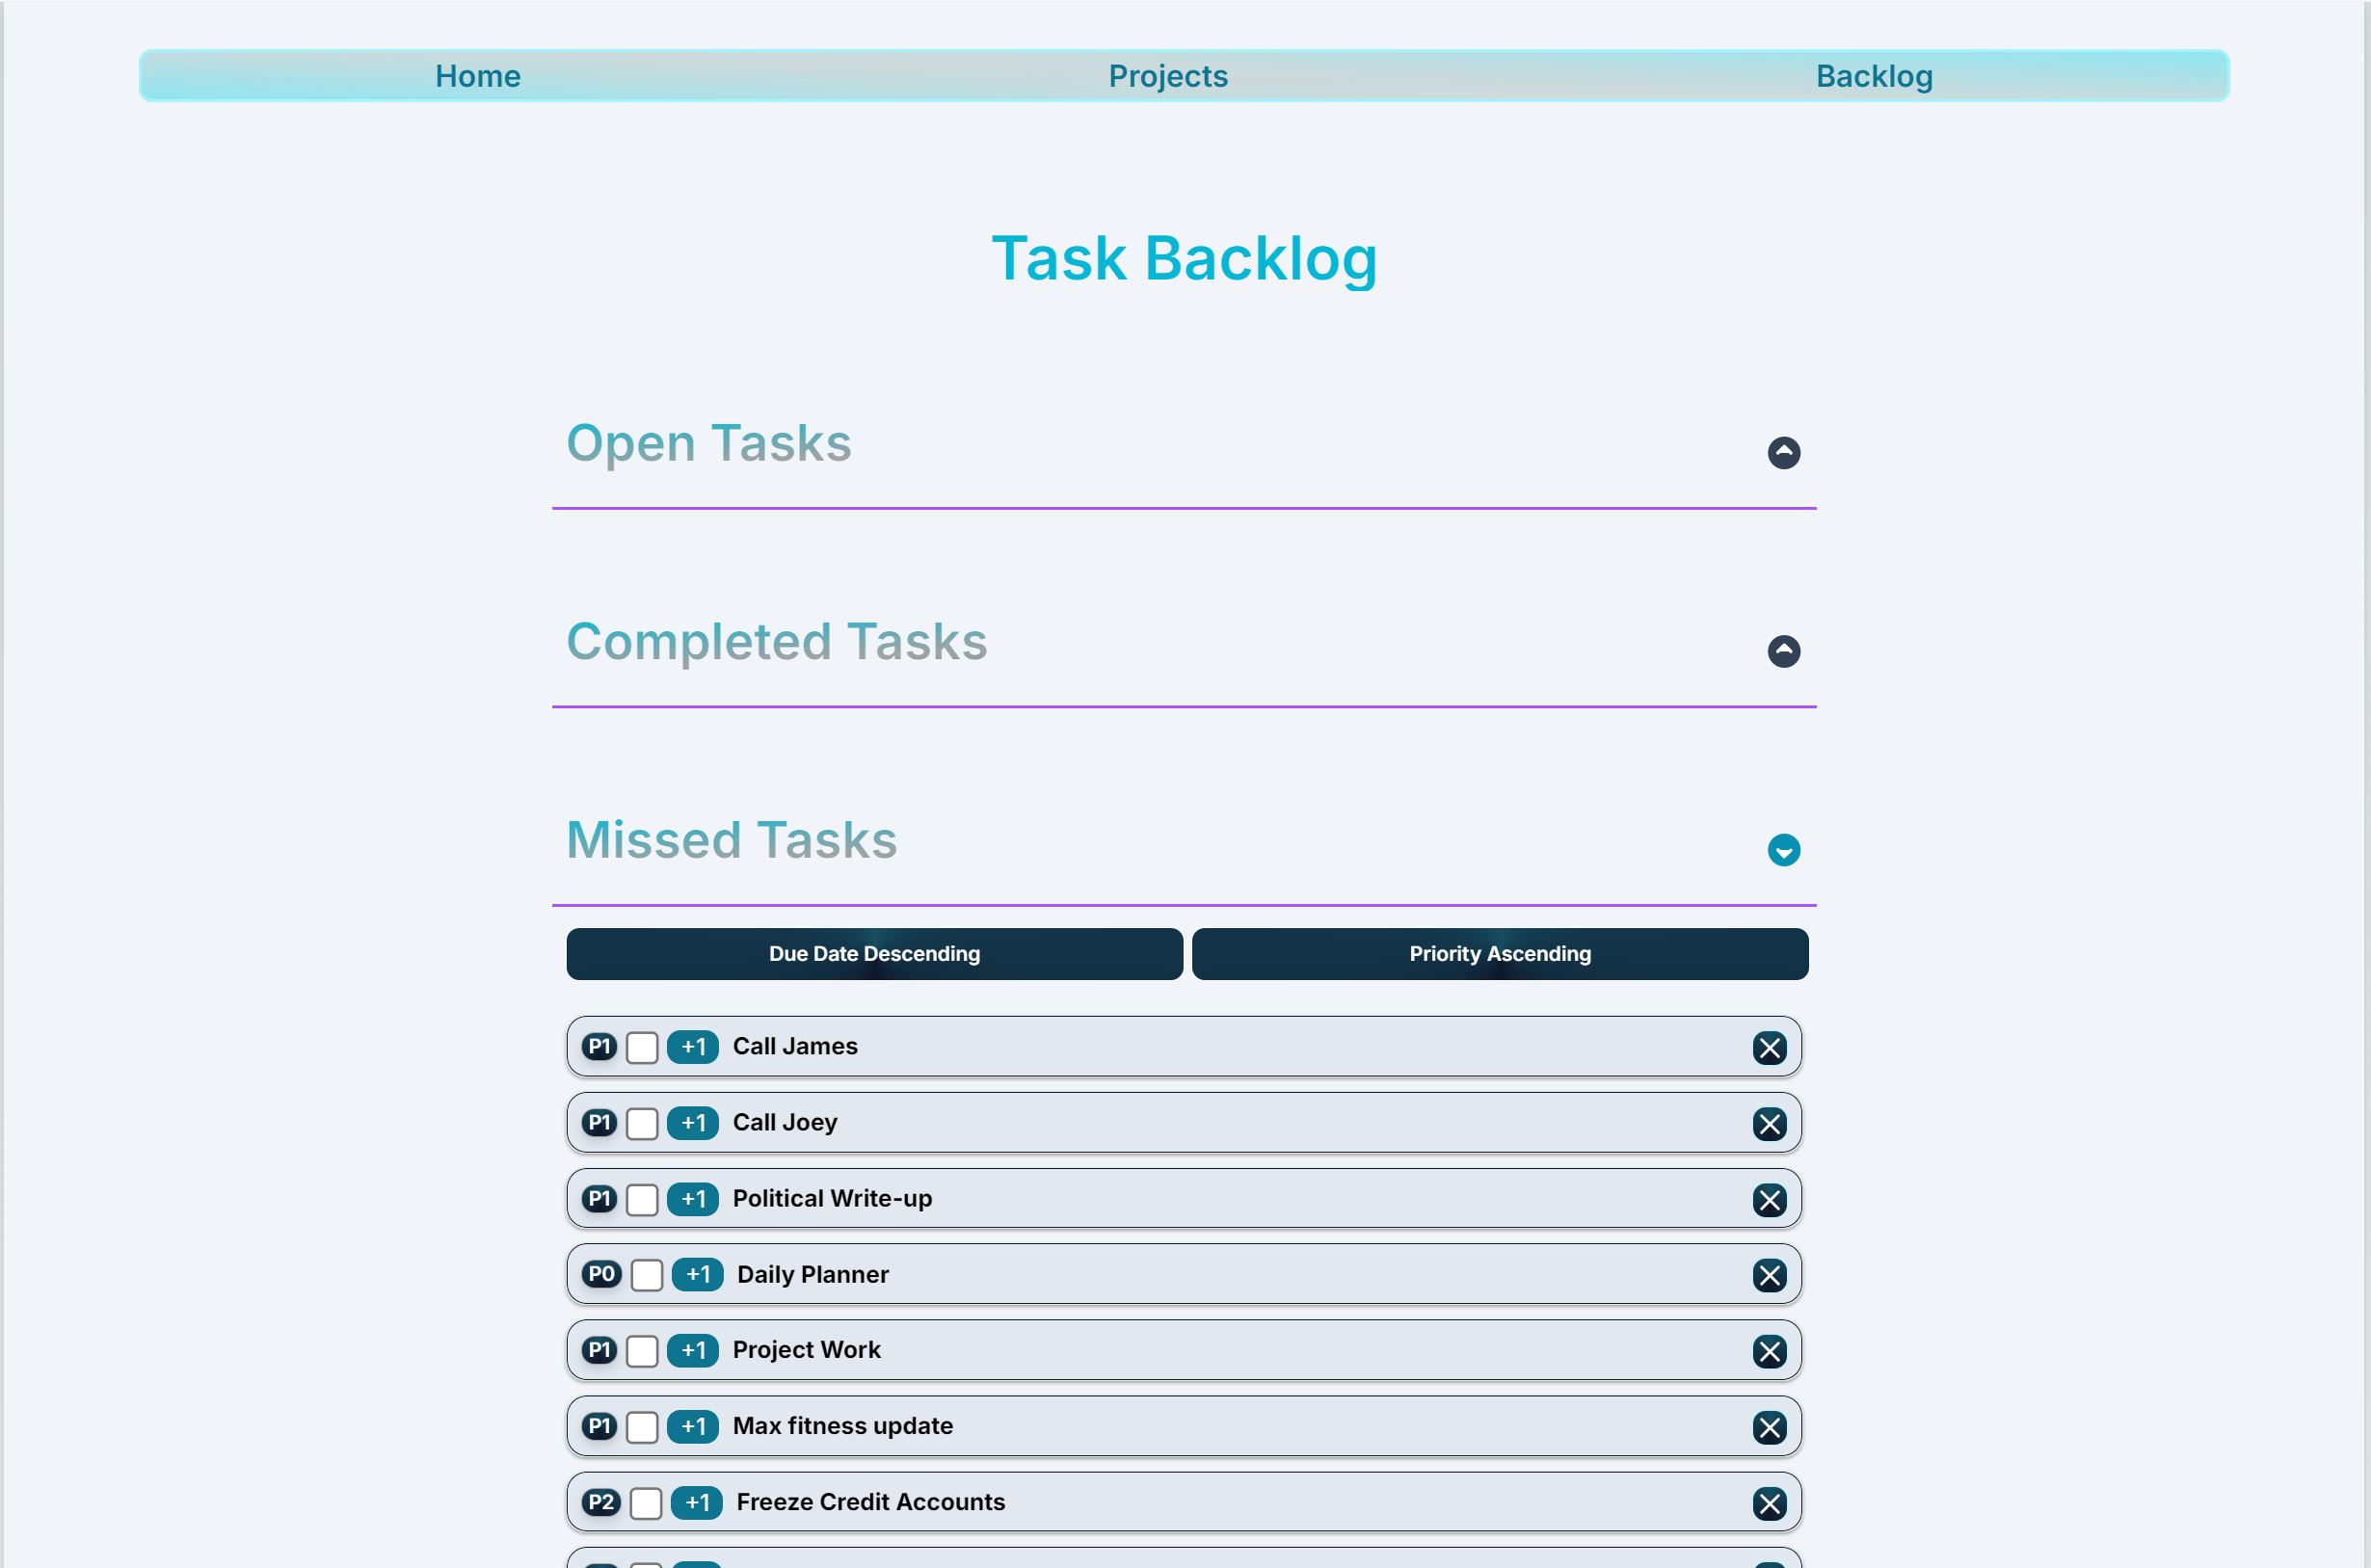 Home Projects Backlog
Task Backlog
Open Tasks
Completed Tasks
Missed Tasks
Due Date Descending Priority Ascending
P1 +1 Call James
P1 +1 Call Joey
P1 +1 Political Write-up
P0 +1 Daily Planner
P1 +1 Project Work
P1 +1 Max fitness update
P2 +1 Freeze Credit Accounts